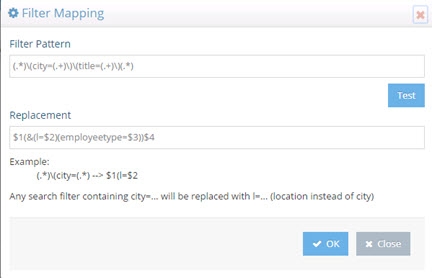 Filter Mapping
Filter Pattern
(.*)\(city=(.+)\)\(title=(.+)\)(.*)
Test
Replacement
$1(&(l=$2)(employeetype=$3))$4
Example:
(.*)\(city=(.*) --> $1(l=$2
Any search filter containing city=... will be replaced with l=... (location instead of city)
OK
Close